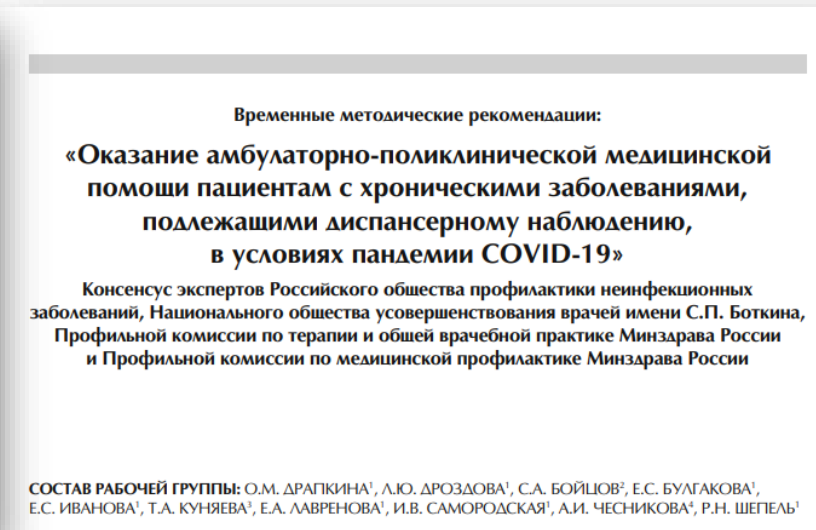 Временные методические рекомендации:
«Оказание амбулаторно-поликлинической медицинской
помощи пациентам с хроническими заболеваниями,
подлежащими диспансерному наблюдению,
в условиях пандемии COVID-19»
Консенсус экспертов Российского общества профилактики неинфекционных
заболеваний, Национального общества усовершенствования врачей имени С.П. Боткина,
Профильной комиссии по терапии и общей врачебной практике Минздрава России
и Профильной комиссии по медицинской профилактике Минздрава России
СОСТАВ РАБОЧЕЙ ГРУППЫ: О.М. ДРАПКИНА¹, Л.Ю. ДРОЗДОВА¹, С.А. БОЙЦОВ², Е.С. БУЛГАКОВА¹,
Е.С. ИВАНОВА¹, Т.А. КУНЯЕВА³, Е.А. ЛАВРЕНОВА¹, И.В. САМОРОДСКАЯ¹, А.И. ЧЕСНИКОВА⁴, Р.Н. ШЕПЕЛЬ¹